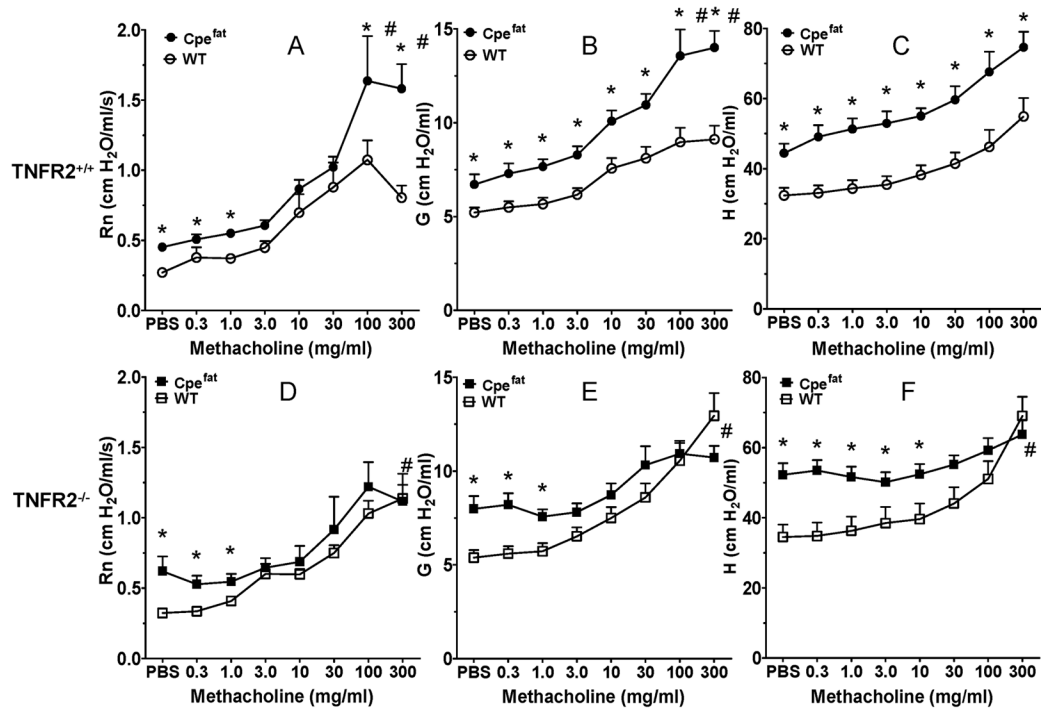 TNFR2+/+
A
Cpe^fat
WT
* * * * # * #
2.0
1.5
1.0
0.5
0.0
Rn (cm H2O/ml/s)
PBS 0.3 1.0 3.0 10 30 100 300
Methacholine (mg/ml)
B
Cpe^fat
WT
* * * * * * * # * #
15
10
5
0
G (cm H2O/ml)
PBS 0.3 1.0 3.0 10 30 100 300
Methacholine (mg/ml)
C
Cpe^fat
WT
* * * * * * * *
80
60
40
20
0
H (cm H2O/ml)
PBS 0.3 1.0 3.0 10 30 100 300
Methacholine (mg/ml)
TNFR2-/-
D
Cpe^fat
WT
* * * #
2.0
1.5
1.0
0.5
0.0
Rn (cm H2O/ml/s)
PBS 0.3 1.0 3.0 10 30 100 300
Methacholine (mg/ml)
E
Cpe^fat
WT
* * * #
15
10
5
0
G (cm H2O/ml)
PBS 0.3 1.0 3.0 10 30 100 300
Methacholine (mg/ml)
F
Cpe^fat
WT
* * * * * #
80
60
40
20
0
H (cm H2O/ml)
PBS 0.3 1.0 3.0 10 30 100 300
Methacholine (mg/ml)